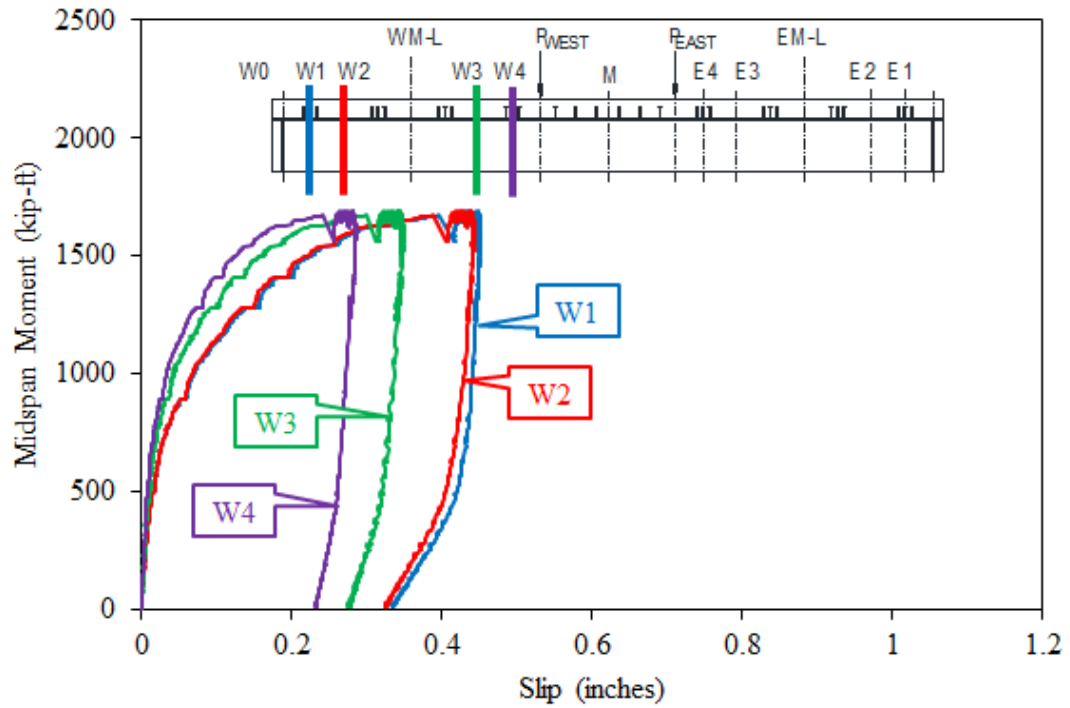 2500
2000
1500
1000
500
0
Midspan Moment (kip-ft)
WM-L
PWEST
PEAST
EM-L
W0
W1
W2
W3
W4
M
E4
E3
E2
E1
W1
W2
W3
W4
0
0.2
0.4
0.6
0.8
1
1.2
Slip (inches)